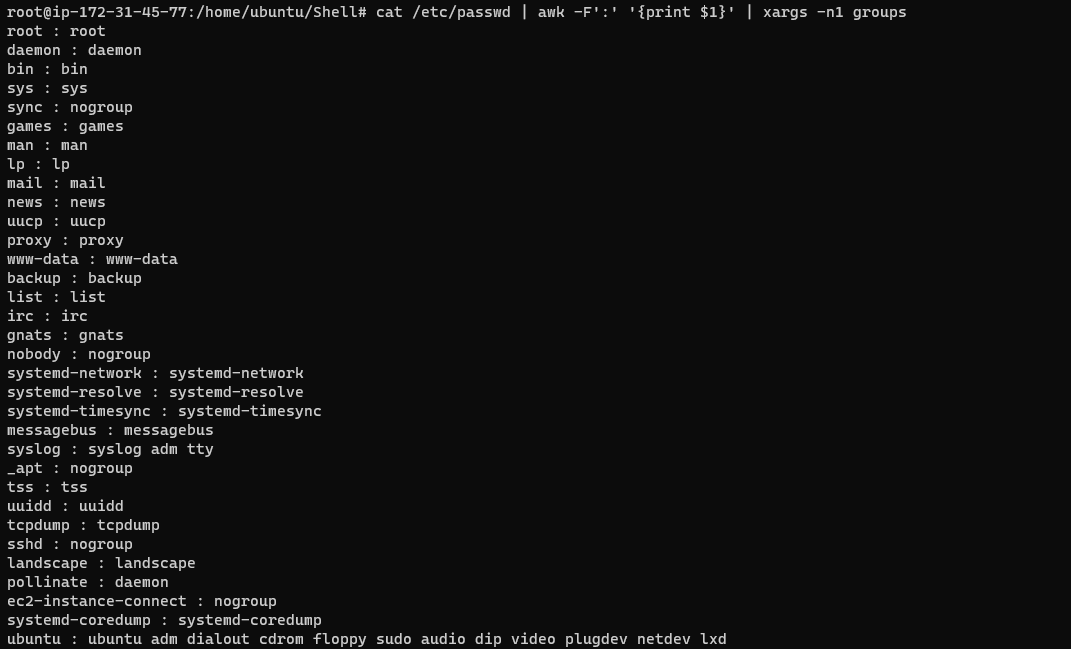 root@ip-172-31-45-77:/home/ubuntu/Shell# cat /etc/passwd | awk -F':' '{print $1}' | xargs -n1 groups
root : root
daemon : daemon
bin : bin
sys : sys
sync : nogroup
games : games
man : man
lp : lp
mail : mail
news : news
uucp : uucp
proxy : proxy
www-data : www-data
backup : backup
list : list
irc : irc
gnats : gnats
nobody : nogroup
systemd-network : systemd-network
systemd-resolve : systemd-resolve
systemd-timesync : systemd-timesync
messagebus : messagebus
syslog : syslog adm tty
_apt : nogroup
tss : tss
uuidd : uuidd
tcpdump : tcpdump
sshd : nogroup
landscape : landscape
pollinate : daemon
ec2-instance-connect : nogroup
systemd-coredump : systemd-coredump
ubuntu : ubuntu adm dialout cdrom floppy sudo audio dip video plugdev netdev lxd